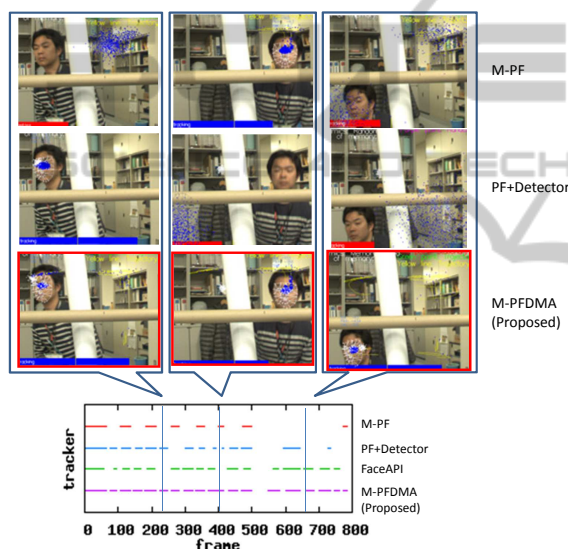 M-PF
PF+Detector
M-PFDMA
(Proposed)
M-PF
PF+Detector
FaceAPI
M-PFDMA
(Proposed)
tracker
0 100 200 300 400 500 600 700 800
frame